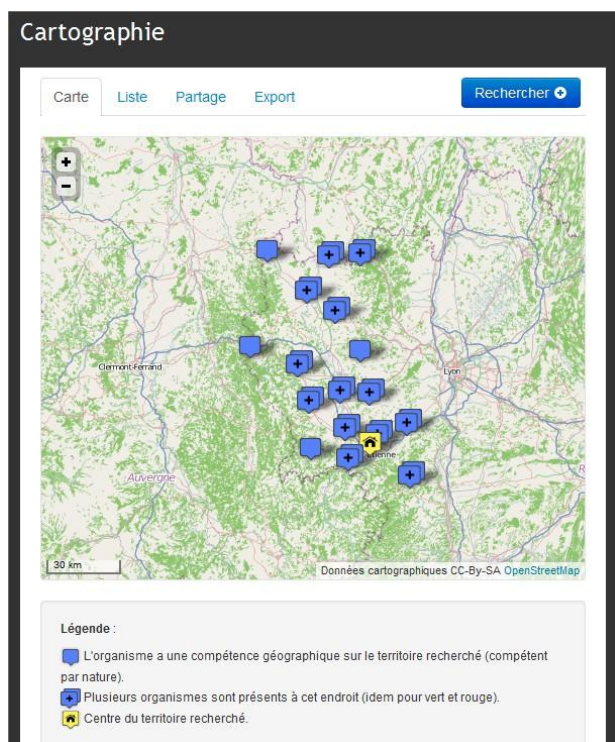 Cartographie
Carte Liste Partage Export Rechercher
+
−
Clermont-Ferrand
Lyon
Etienne
Auvergne
30 km
Données cartographiques CC-By-SA OpenStreetMap
Légende :
L'organisme a une compétence géographique sur le territoire recherché (compétent
par nature).
Plusieurs organismes sont présents à cet endroit (idem pour vert et rouge).
Centre du territoire recherché.